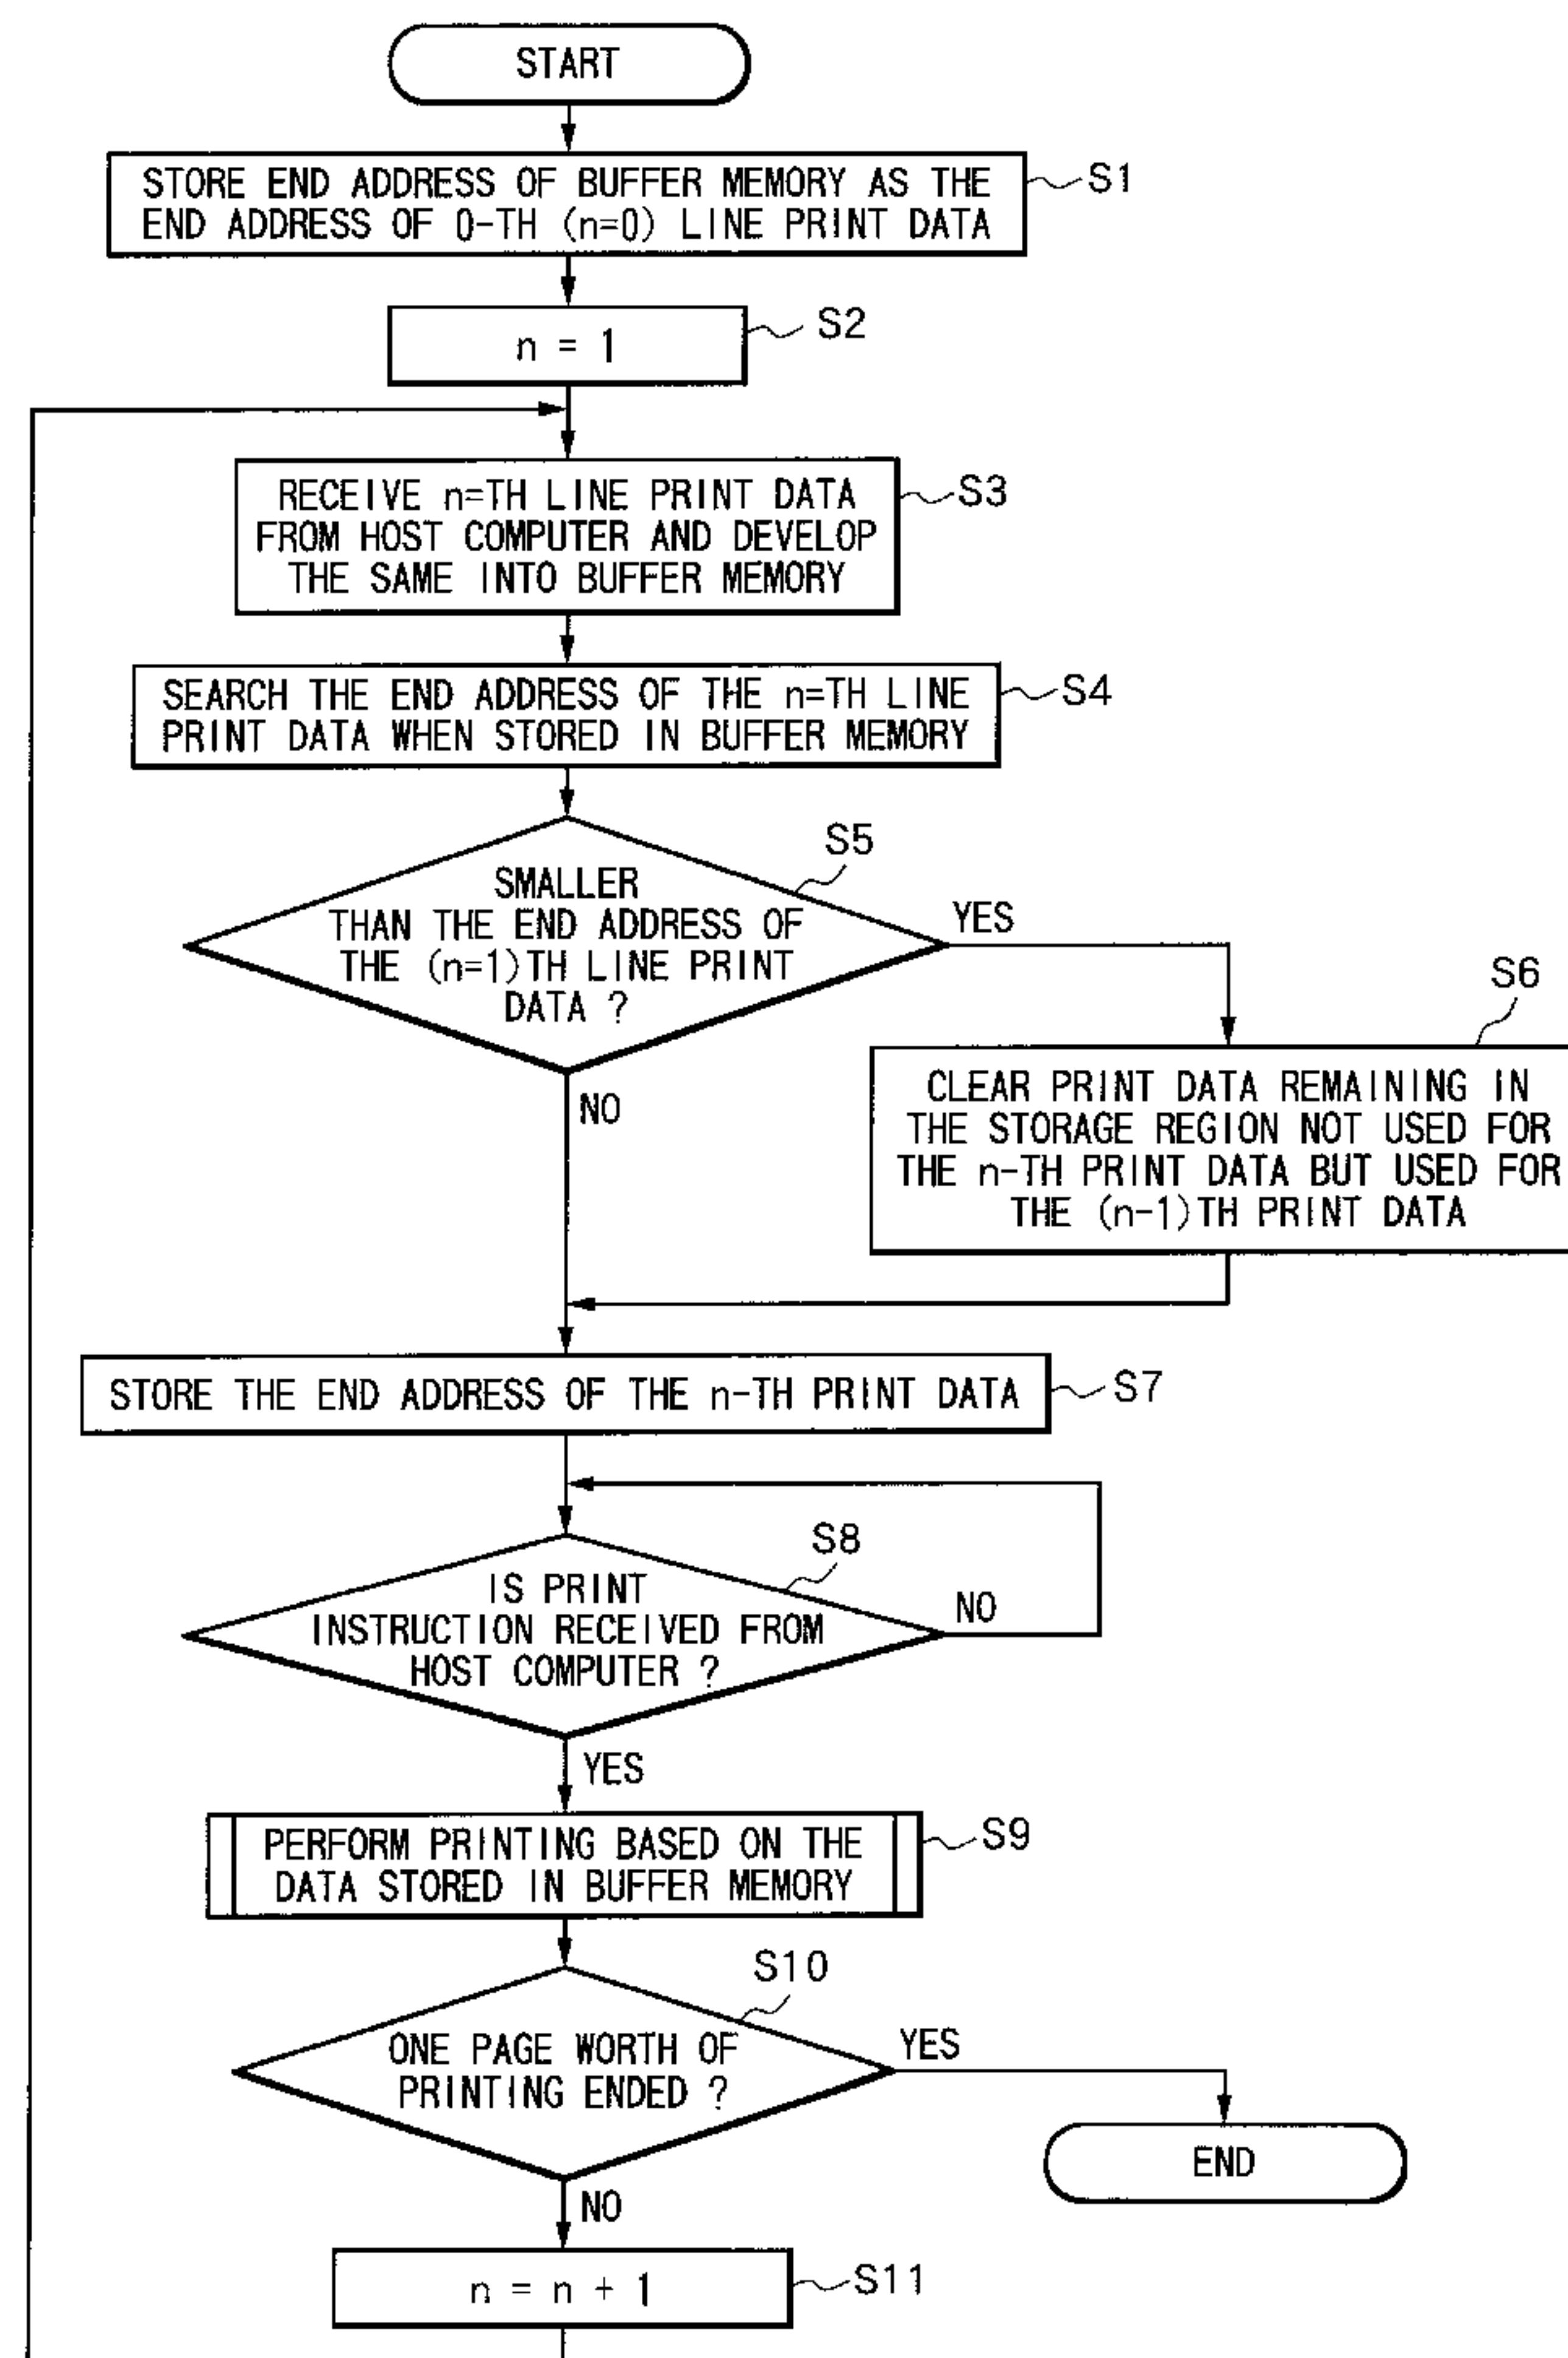 START
STORE END ADDRESS OF BUFFER MEMORY AS THE
END ADDRESS OF 0-TH (n=0) LINE PRINT DATA
S1
n = 1
S2
RECEIVE n=TH LINE PRINT DATA
FROM HOST COMPUTER AND DEVELOP
THE SAME INTO BUFFER MEMORY
S3
SEARCH THE END ADDRESS OF THE n=TH LINE
PRINT DATA WHEN STORED IN BUFFER MEMORY
S4
S5
SMALLER
THAN THE END ADDRESS OF
THE (n=1)TH LINE PRINT
DATA ?
YES
NO
S6
CLEAR PRINT DATA REMAINING IN
THE STORAGE REGION NOT USED FOR
THE n-TH PRINT DATA BUT USED FOR
THE (n-1)TH PRINT DATA
STORE THE END ADDRESS OF THE n-TH PRINT DATA
S7
S8
IS PRINT
INSTRUCTION RECEIVED FROM
HOST COMPUTER ?
NO
YES
PERFORM PRINTING BASED ON THE
DATA STORED IN BUFFER MEMORY
S9
S10
ONE PAGE WORTH OF
PRINTING ENDED ?
YES
END
NO
n = n + 1
S11